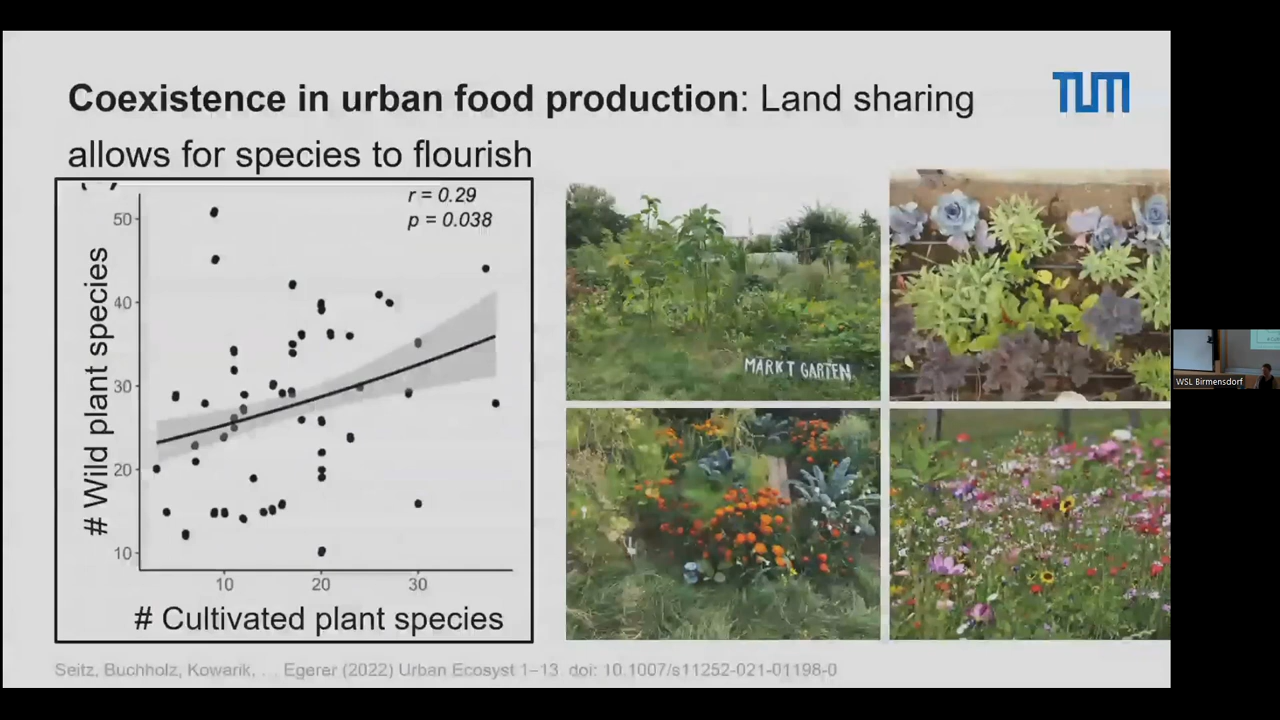 Coexistence in urban food production: Land sharing
allows for species to flourish
TUM
r = 0.29
p = 0.038
# Wild plant species
50
40
30
20
10
10 20 30
# Cultivated plant species
MARKT GARTEN
WSL Birmensdorf
Seitz, Buchholz, Kowarik, ... Egerer (2022) Urban Ecosyst 1–13. doi: 10.1007/s11252-021-01198-0